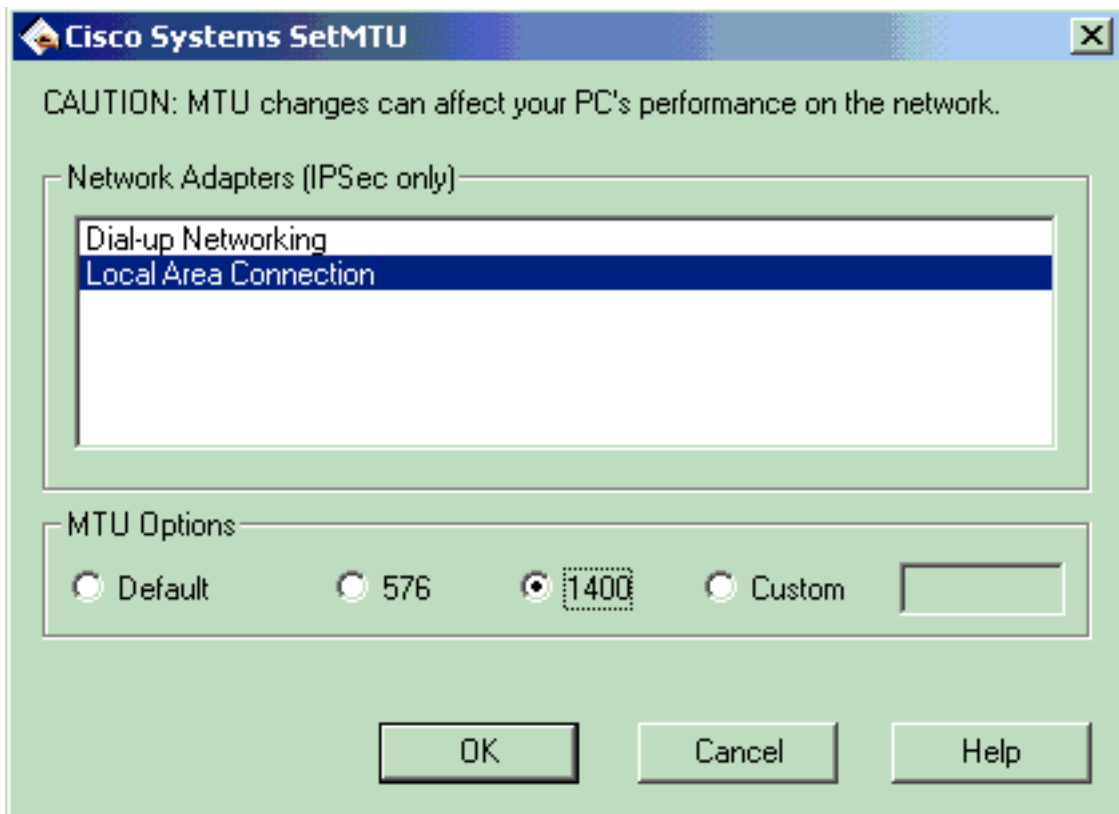 Cisco Systems SetMTU
CAUTION: MTU changes can affect your PC's performance on the network.
Network Adapters (IPSec only)
Dial-up Networking
Local Area Connection
MTU Options
Default 576 1400 Custom
OK Cancel Help